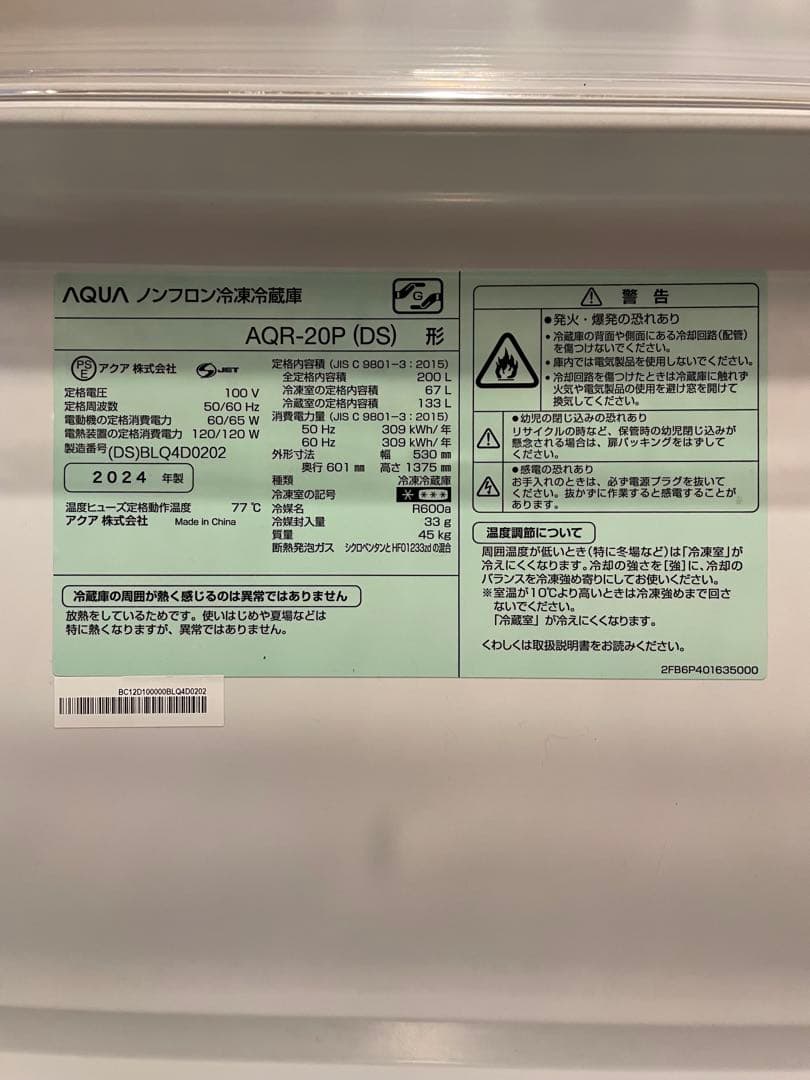 AQUA ノンフロン冷凍冷蔵庫
G
AQR-20P (DS) 形
PS
E
アクア 株式会社
S JET
定格電圧 100 V
定格周波数 50/60 Hz
電動機の定格消費電力 60/65 W
電熱装置の定格消費電力 120/120 W
製造番号 (DS)BLQ4D0202
2024 年製
温度ヒューズ定格動作温度 77 ℃
アクア 株式会社 Made in China
定格内容積 (JIS C 9801-3 : 2015)
全定格内容積 200 L
冷凍室の定格内容積 67 L
冷蔵室の定格内容積 133 L
消費電力量 (JIS C 9801-3 : 2015)
50 Hz 309 kWh/年
60 Hz 309 kWh/年
外形寸法 幅 530 ㎜
奥行 601 ㎜ 高さ 1375 ㎜
種類 冷凍冷蔵庫
冷凍室の記号 * ***
冷媒名 R600a
冷媒封入量 33 g
質量 45 kg
断熱発泡ガス シクロペンタンとHFO1233zdの混合
冷蔵庫の周囲が熱く感じるのは異常ではありません
放熱をしているためです。使いはじめや夏場などは
特に熱くなりますが、異常ではありません。
BC12D100000BLQ4D0202
警 告
●発火・爆発の恐れあり
・冷蔵庫の背面や側面にある冷却回路(配管)
を傷つけないでください。
・庫内では電気製品を使用しないでください。
・冷却回路を傷つけたときは冷蔵庫に触れず
火気や電気製品の使用を避け窓を開けて
換気してください。
●幼児の閉じ込みの恐れあり
リサイクルの時など、保管時の幼児閉じ込みが
懸念される場合は、扉パッキングをはずして
ください。
●感電の恐れあり
お手入れのときは、必ず電源プラグを抜いて
ください。抜かずに作業すると感電することが
あります。
温度調節について
周囲温度が低いとき(特に冬場など)は「冷凍室」が
冷えにくくなります。冷却の強さを[強]に、冷却の
バランスを冷凍強め寄りにしてお使いください。
※室温が10℃より高いときは冷凍強めまで回さ
ないでください。
「冷蔵室」が冷えにくくなります。
くわしくは取扱説明書をお読みください。
2FB6P401635000